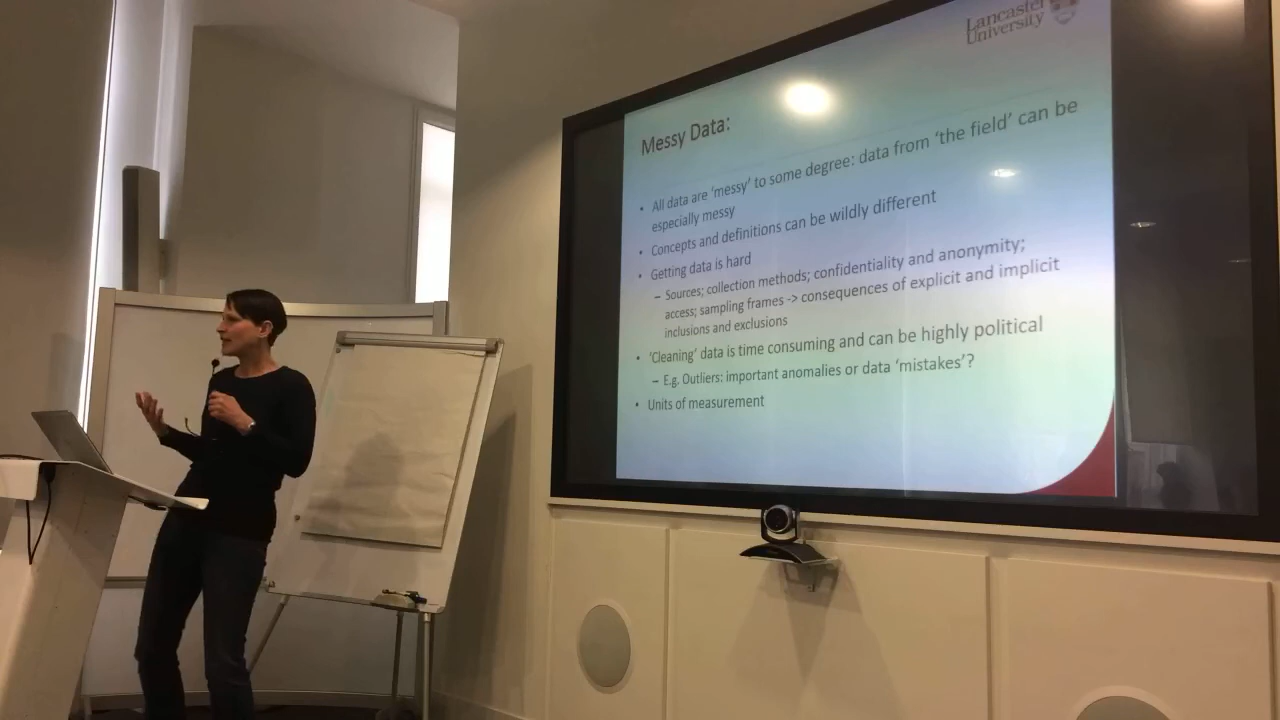 Lancaster
University
Messy Data:
• All data are ‘messy’ to some degree: data from ‘the field’ can be
especially messy
• Concepts and definitions can be wildly different
• Getting data is hard
– Sources; collection methods; confidentiality and anonymity;
access; sampling frames -> consequences of explicit and implicit
inclusions and exclusions
• ‘Cleaning’ data is time consuming and can be highly political
– E.g. Outliers: important anomalies or data ‘mistakes’?
• Units of measurement